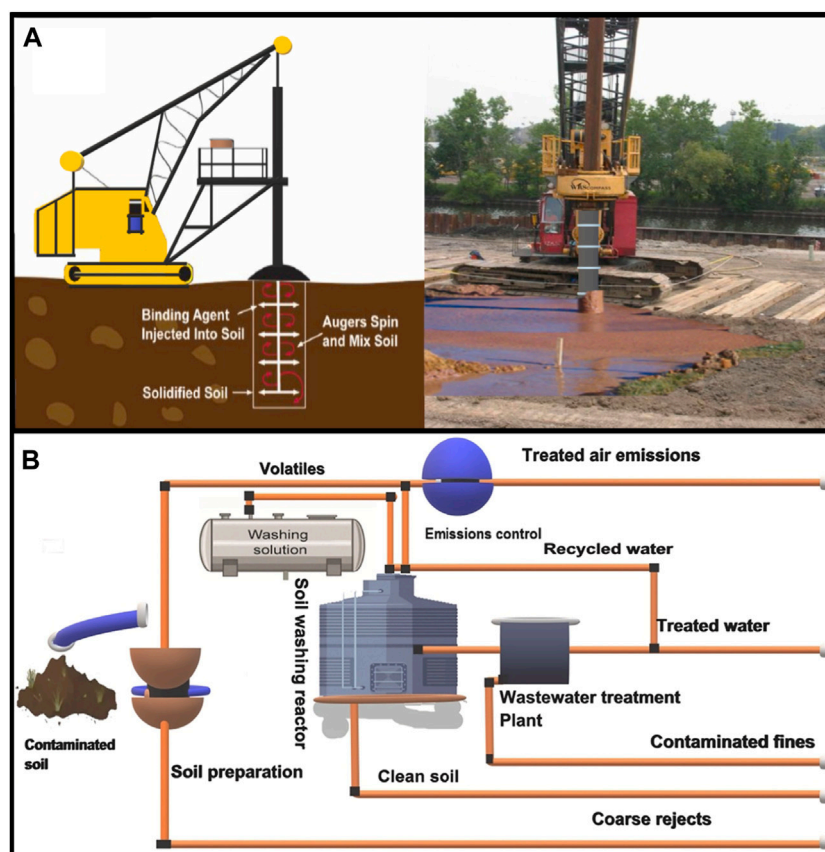 A
Binding Agent
Injected Into Soil
Augers Spin
and Mix Soil
Solidified Soil
B
Volatiles
Treated air emissions
Washing
solution
Emissions control
Recycled water
Soil washing reactor
Treated water
Wastewater treatment
Plant
Contaminated
soil
Soil preparation
Clean soil
Contaminated fines
Coarse rejects